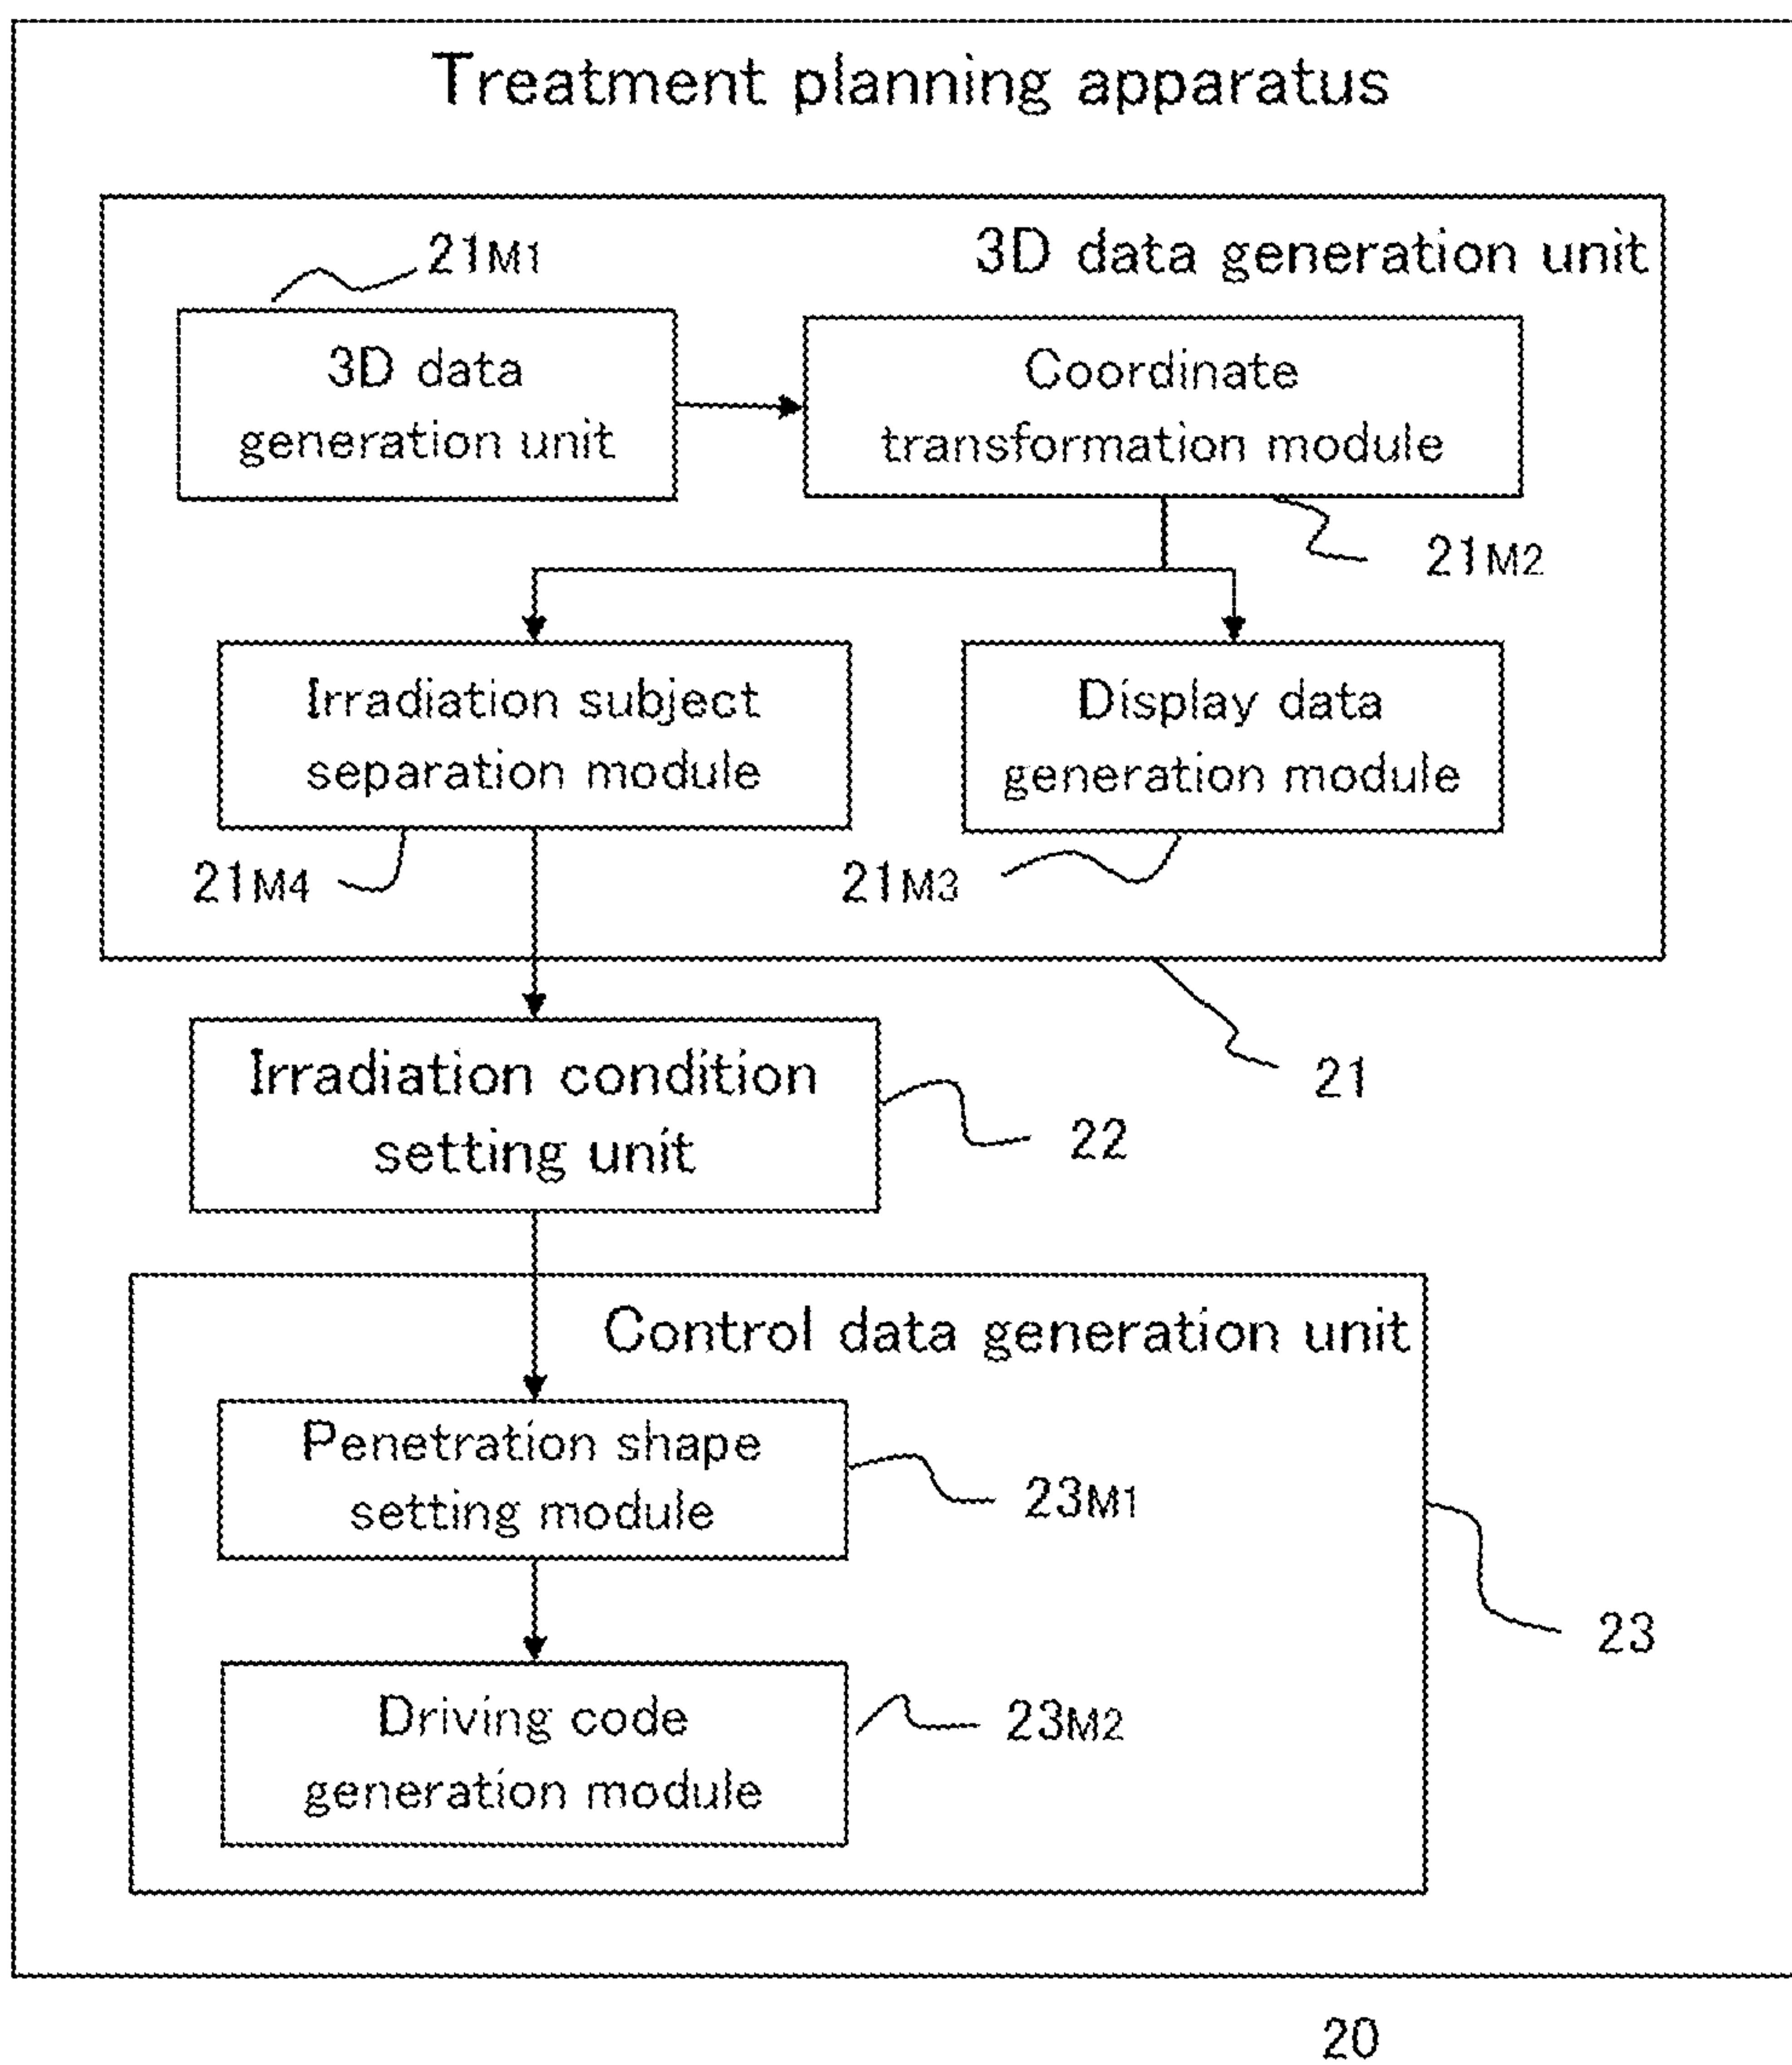 Treatment planning apparatus
3D data generation unit
21M1
3D data
generation unit
Coordinate
transformation module
21M2
Irradiation subject
separation module
Display data
generation module
21M4
21M3
21
Irradiation condition
setting unit
22
Control data generation unit
Penetration shape
setting module
23M1
23
Driving code
generation module
23M2
20